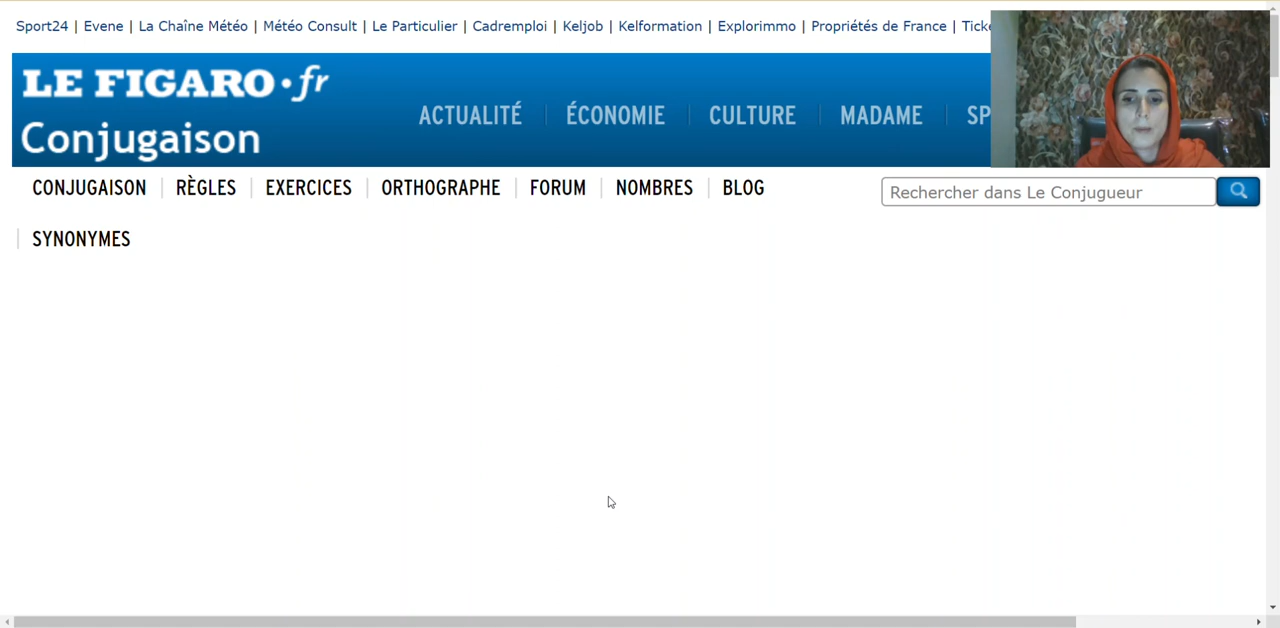 Sport24 | Evene | La Chaîne Météo | Météo Consult | Le Particulier | Cadremploi | Keljob | Kelformation | Explorimmo | Propriétés de France |
LE FIGARO·fr
Conjugaison
ACTUALITÉ ÉCONOMIE CULTURE MADAME
CONJUGAISON RÈGLES EXERCICES ORTHOGRAPHE FORUM NOMBRES BLOG
Rechercher dans Le Conjugueur
SYNONYMES